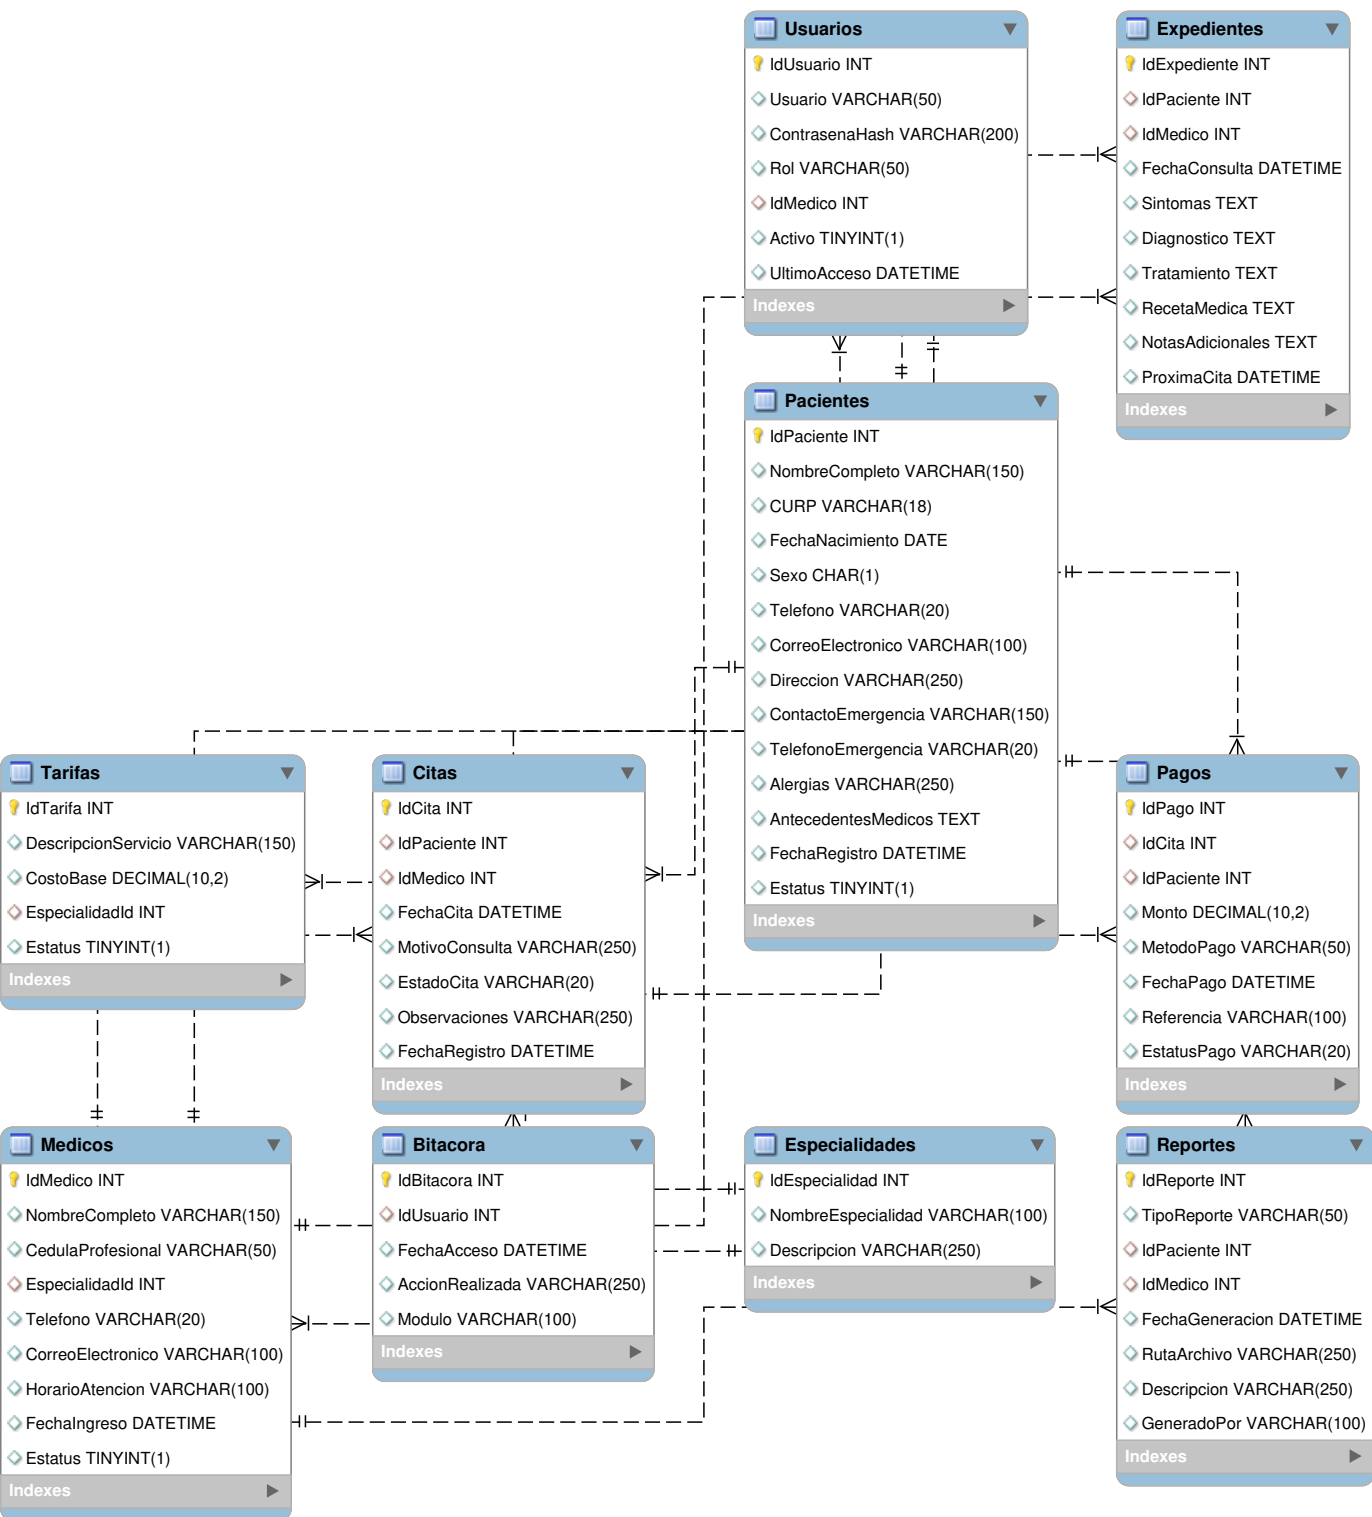 Usuarios
IdUsuario INT
Usuario VARCHAR(50)
ContrasenaHash VARCHAR(200)
Rol VARCHAR(50)
IdMedico INT
Activo TINYINT(1)
UltimoAcceso DATETIME
Indexes
Expedientes
IdExpediente INT
IdPaciente INT
IdMedico INT
FechaConsulta DATETIME
Sintomas TEXT
Diagnostico TEXT
Tratamiento TEXT
RecetaMedica TEXT
NotasAdicionales TEXT
ProximaCita DATETIME
Indexes
Pacientes
IdPaciente INT
NombreCompleto VARCHAR(150)
CURP VARCHAR(18)
FechaNacimiento DATE
Sexo CHAR(1)
Telefono VARCHAR(20)
CorreoElectronico VARCHAR(100)
Direccion VARCHAR(250)
ContactoEmergencia VARCHAR(150)
TelefonoEmergencia VARCHAR(20)
Alergias VARCHAR(250)
AntecedentesMedicos TEXT
FechaRegistro DATETIME
Estatus TINYINT(1)
Indexes
Tarifas
IdTarifa INT
DescripcionServicio VARCHAR(150)
CostoBase DECIMAL(10,2)
EspecialidadId INT
Estatus TINYINT(1)
Indexes
Citas
IdCita INT
IdPaciente INT
IdMedico INT
FechaCita DATETIME
MotivoConsulta VARCHAR(250)
EstadoCita VARCHAR(20)
Observaciones VARCHAR(250)
FechaRegistro DATETIME
Indexes
Pagos
IdPago INT
IdCita INT
IdPaciente INT
Monto DECIMAL(10,2)
MetodoPago VARCHAR(50)
FechaPago DATETIME
Referencia VARCHAR(100)
EstatusPago VARCHAR(20)
Indexes
Medicos
IdMedico INT
NombreCompleto VARCHAR(150)
CedulaProfesional VARCHAR(50)
EspecialidadId INT
Telefono VARCHAR(20)
CorreoElectronico VARCHAR(100)
HorarioAtencion VARCHAR(100)
FechaIngreso DATETIME
Estatus TINYINT(1)
Indexes
Bitacora
IdBitacora INT
IdUsuario INT
FechaAcceso DATETIME
AccionRealizada VARCHAR(250)
Modulo VARCHAR(100)
Indexes
Especialidades
IdEspecialidad INT
NombreEspecialidad VARCHAR(100)
Descripcion VARCHAR(250)
Indexes
Reportes
IdReporte INT
TipoReporte VARCHAR(50)
IdPaciente INT
IdMedico INT
FechaGeneracion DATETIME
RutaArchivo VARCHAR(250)
Descripcion VARCHAR(250)
GeneradoPor VARCHAR(100)
Indexes